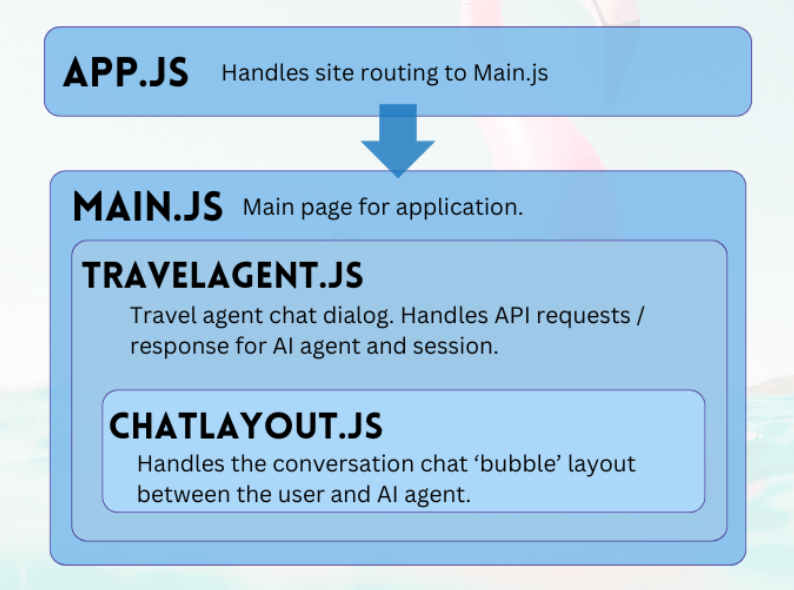 APP.JS Handles site routing to Main.js
MAIN.JS Main page for application.
TRAVELAGENT.JS
Travel agent chat dialog. Handles API requests /
response for AI agent and session.
CHATLAYOUT.JS
Handles the conversation chat ‘bubble’ layout
between the user and AI agent.